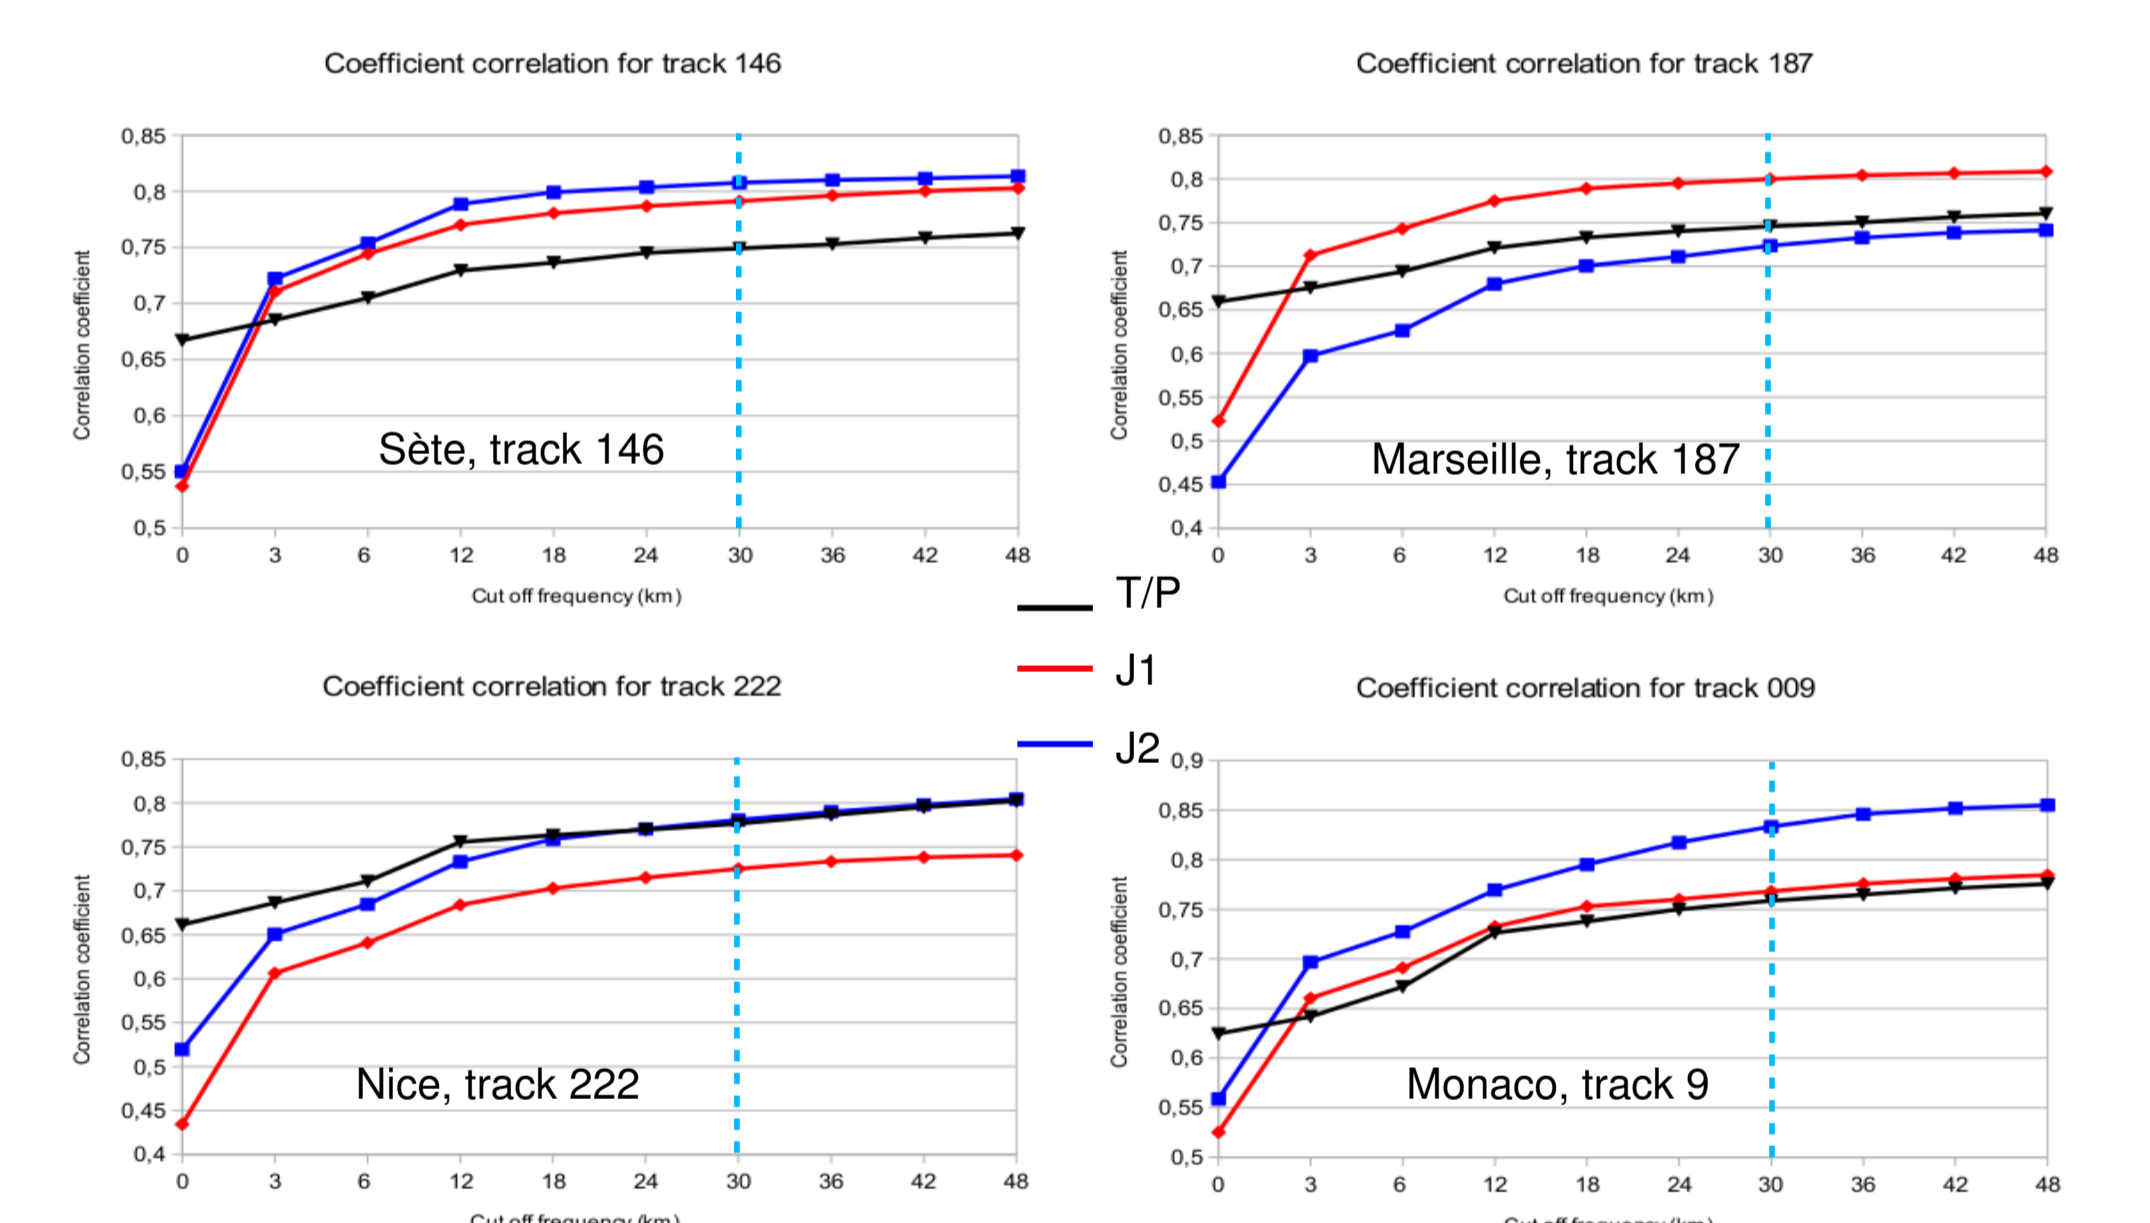 Coefficient correlation for track 146
0,85
0,8
0,75
0,7
0,65
0,6
0,55
0,5
Correlation coefficient
Sète, track 146
0 3 6 12 18 24 30 36 42 48
Cut off frequency (km)
Coefficient correlation for track 187
0,85
0,8
0,75
0,7
0,65
0,6
0,55
0,5
0,45
0,4
Correlation coefficient
Marseille, track 187
0 3 6 12 18 24 30 36 42 48
Cut off frequency (km)
T/P
J1
J2
Coefficient correlation for track 222
0,85
0,8
0,75
0,7
0,65
0,6
0,55
0,5
0,45
0,4
Correlation coefficient
Nice, track 222
0 3 6 12 18 24 30 36 42 48
Cut off frequency (km)
Coefficient correlation for track 009
0,9
0,85
0,8
0,75
0,7
0,65
0,6
0,55
0,5
Correlation coefficient
Monaco, track 9
0 3 6 12 18 24 30 36 42 48
Cut off frequency (km)